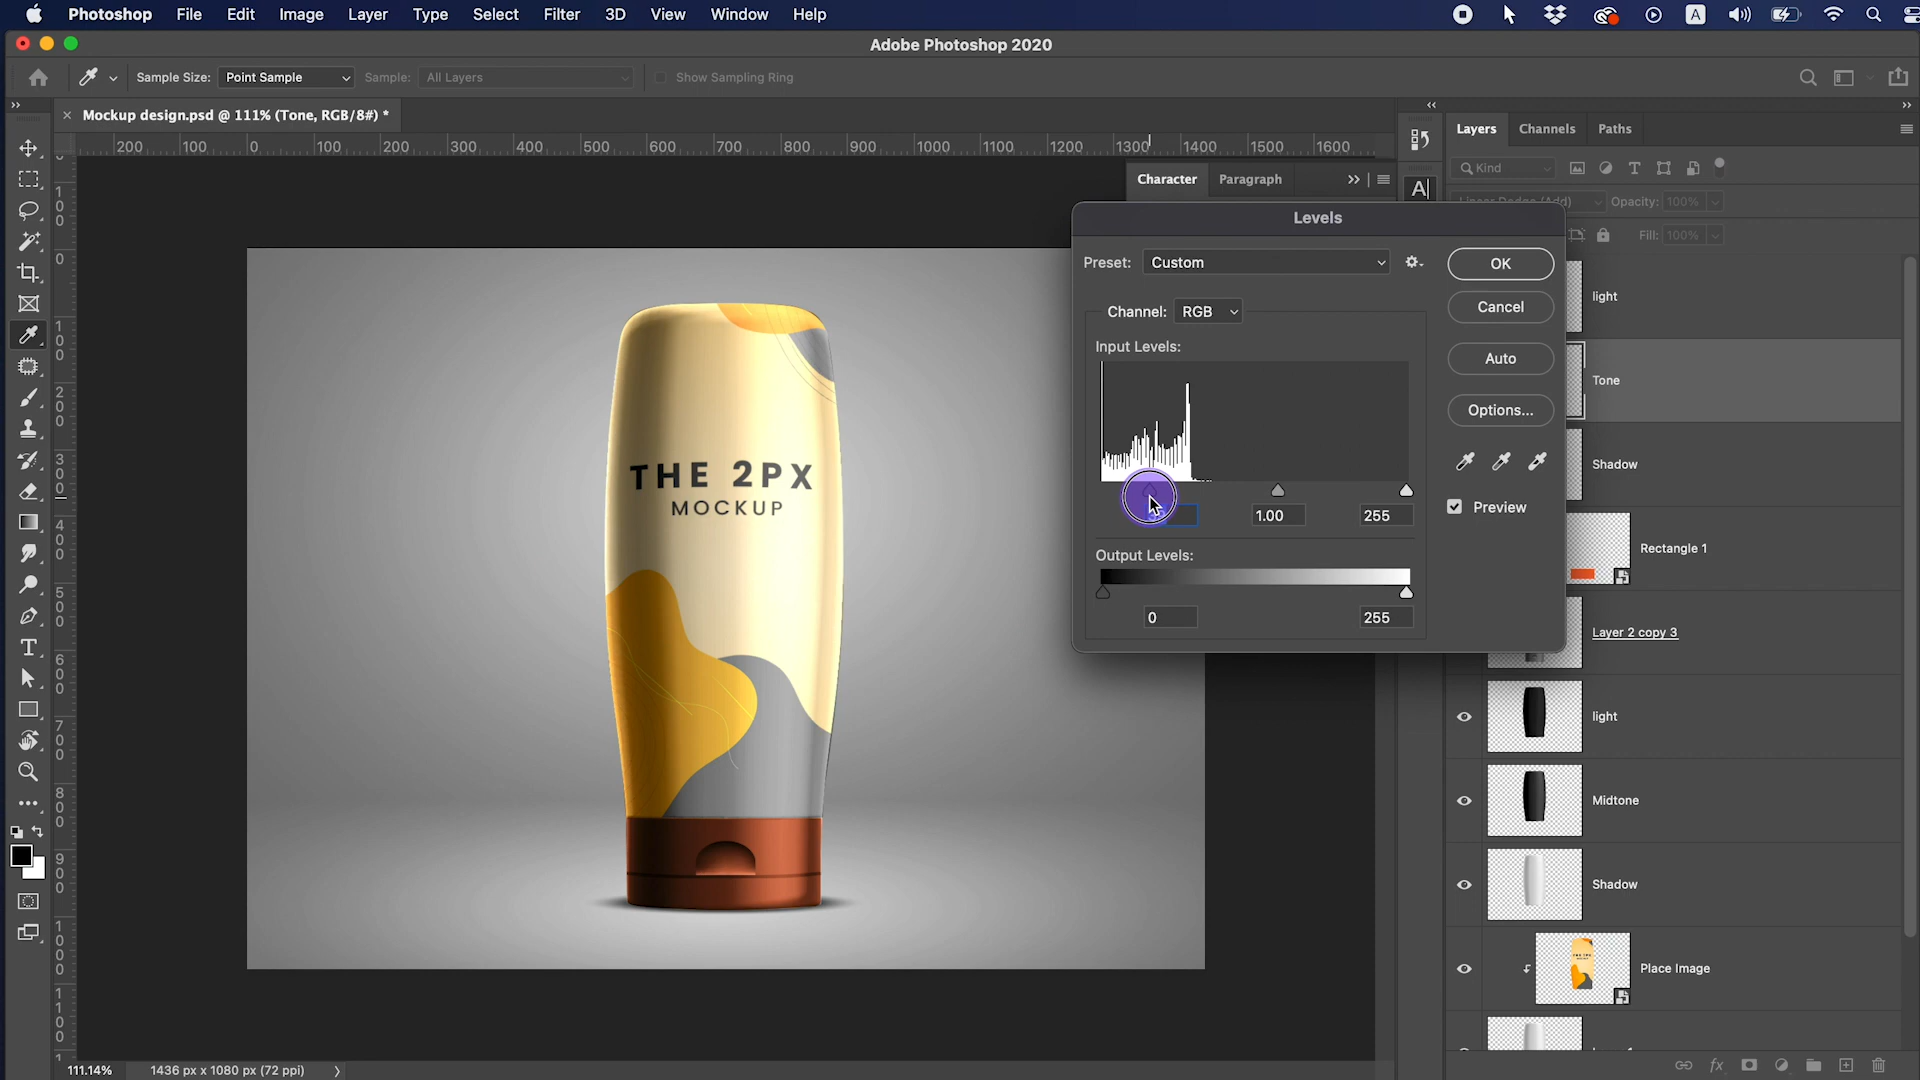 Photoshop File Edit Image Layer Type Select Filter 3D View Window Help A
Adobe Photoshop 2020
Sample Size: Point Sample Sample: All Layers Show Sampling Ring
× Mockup design.psd @ 111% (Tone, RGB/8#) *
Layers Channels Paths
200 100 0 100 200 300 400 500 600 700 800 900 1000 1100 1200 1300 1400 1500 1600
Kind
Character Paragraph
Opacity: 100%
Levels
Fill: 100%
Preset: Custom
OK
light
Cancel
Channel: RGB
Input Levels:
Auto
Tone
Options...
Shadow
THE 2PX
MOCKUP
1.00 255
Preview
Rectangle 1
Output Levels:
0 255
Layer 2 copy 3
light
Midtone
Shadow
Place Image
THE 2PX
MOCKUP
111.14% 1436 px x 1080 px (72 ppi)